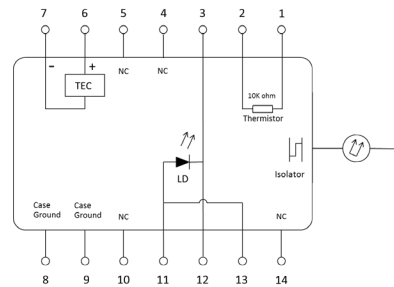 7 6 5 4 3 2 1
- +
TEC
NC NC
10K ohm
Thermistor
Isolator
LD
Case
Ground
Case
Ground
NC
NC
8 9 10 11 12 13 14